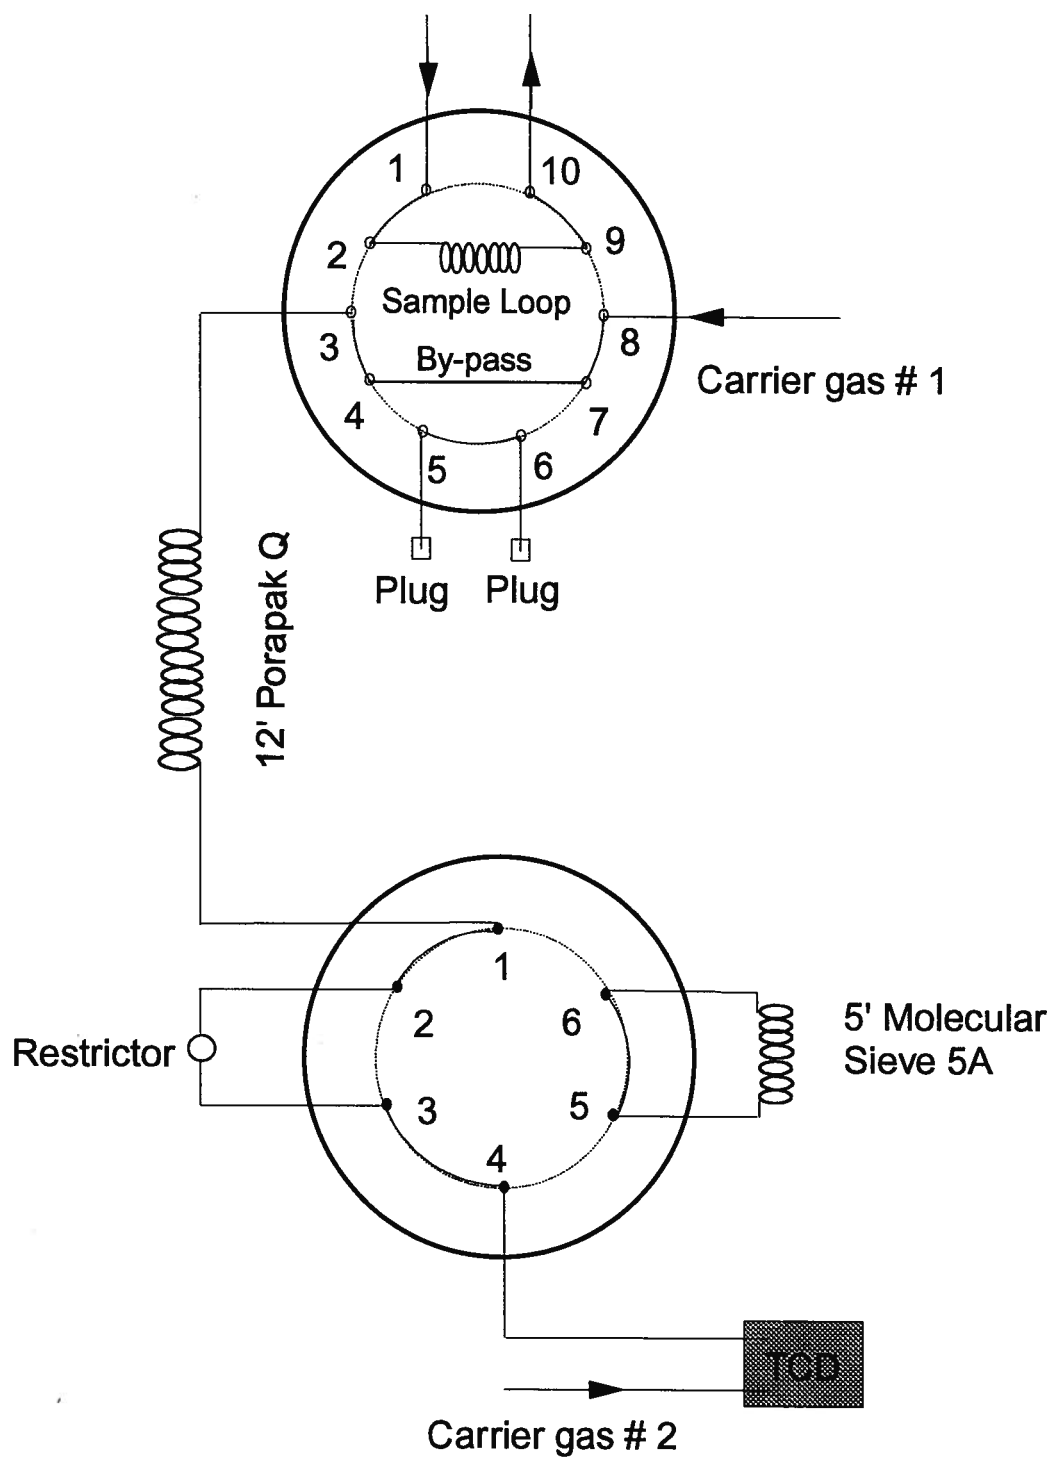 1
10
2
9
Sample Loop
3
8
By-pass
Carrier gas # 1
4
7
5
6
Plug
Plug
12' Porapak Q
1
2
6
5' Molecular
Sieve 5A
Restrictor
3
5
4
TCD
Carrier gas # 2